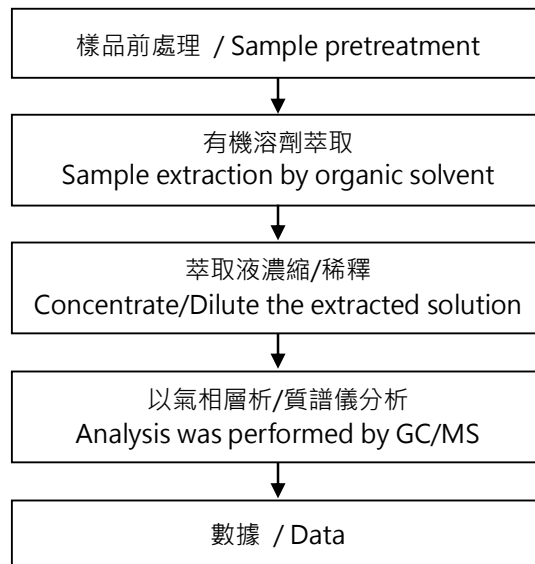 樣品前處理 / Sample pretreatment
有機溶劑萃取
Sample extraction by organic solvent
萃取液濃縮/稀釋
Concentrate/Dilute the extracted solution
以氣相層析/質譜儀分析
Analysis was performed by GC/MS
數據 / Data